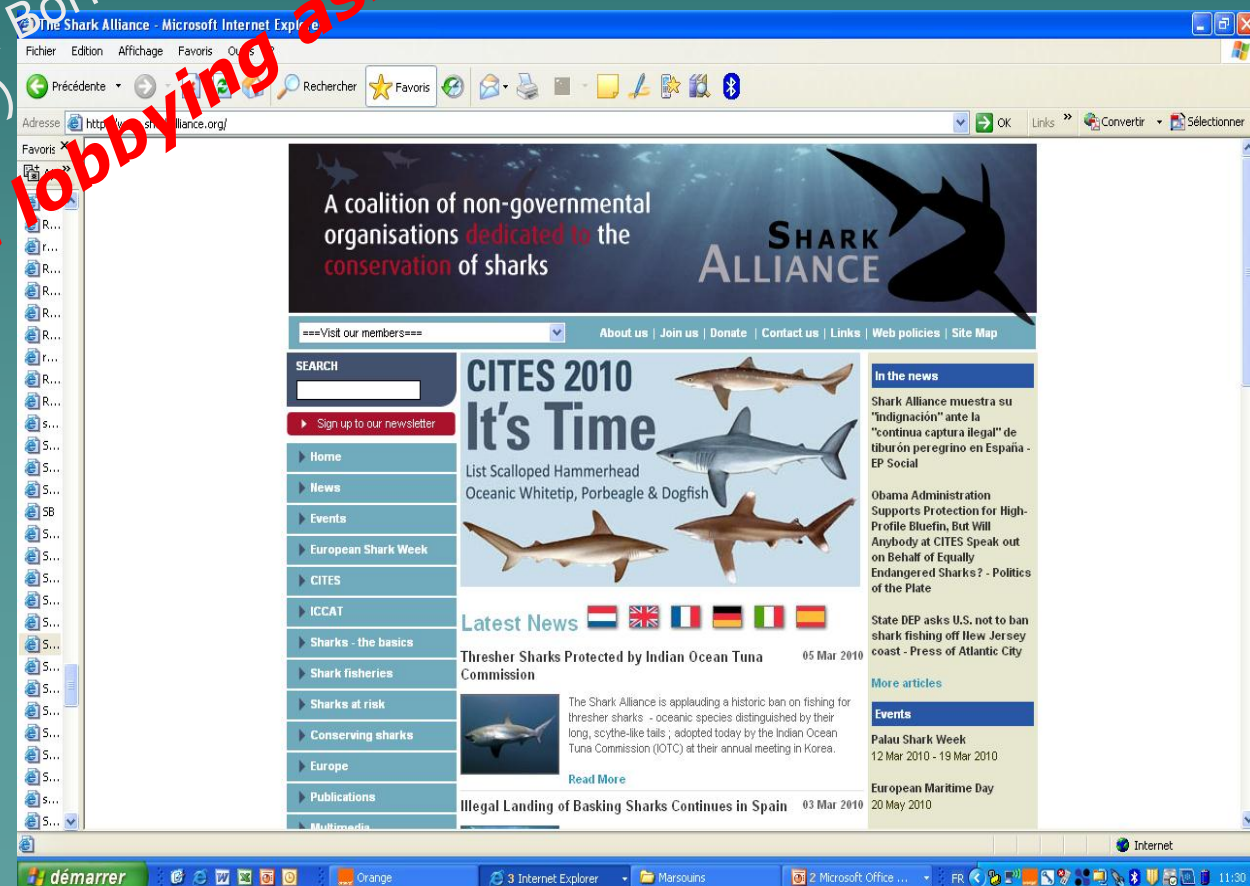 The Shark Alliance - Microsoft Internet Explorer
lobbying as
Fichier Edition Affichage Favoris
Précédente Rechercher Favoris
Adresse OK Links » Convertir Sélectionner
Favoris
R...
r...
R...
R...
R...
R...
r...
R...
R...
s...
S...
S...
S...
SB
S...
S...
S...
S...
S...
S...
S...
S...
S...
S...
S...
S...
s...
S...
A coalition of non-governmental
organisations dedicated to the
conservation of sharks
SHARK
ALLIANCE
===Visit our members===
About us | Join us | Donate | Contact us | Links | Web policies | Site Map
SEARCH
Sign up to our newsletter
Home
News
Events
European Shark Week
CITES
ICCAT
Sharks - the basics
Shark fisheries
Sharks at risk
Conserving sharks
Europe
Publications
Multimedia
CITES 2010
It's Time
List Scalloped Hammerhead
Oceanic Whitetip, Porbeagle & Dogfish
Latest News
Thresher Sharks Protected by Indian Ocean Tuna
Commission
05 Mar 2010
The Shark Alliance is applauding a historic ban on fishing for
thresher sharks - oceanic species distinguished by their
long, scythe-like tails ; adopted today by the Indian Ocean
Tuna Commission (IOTC) at their annual meeting in Korea.
Read More
Illegal Landing of Basking Sharks Continues in Spain 03 Mar 2010
In the news
Shark Alliance muestra su
"indignación" ante la
"continua captura ilegal" de
tiburón peregrino en España -
EP Social
Obama Administration
Supports Protection for High-
Profile Bluefin, But Will
Anybody at CITES Speak out
on Behalf of Equally
Endangered Sharks? - Politics
of the Plate
State DEP asks U.S. not to ban
shark fishing off New Jersey
coast - Press of Atlantic City
More articles
Events
Palau Shark Week
12 Mar 2010 - 19 Mar 2010
European Maritime Day
20 May 2010
Internet
démarrer Orange 3 Internet Explorer Marsouins 2 Microsoft Office ... FR 11:30